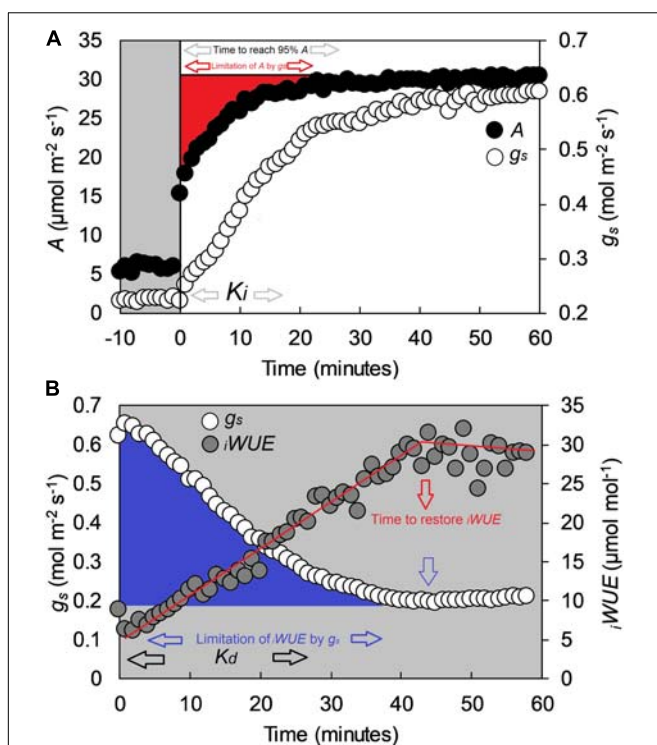 A
Time to reach 95% A
Limitation of A by gs
A (µmol m-2 s-1)
35
30
25
20
15
10
5
0
0.7
0.6
0.5
0.4
0.3
0.2
gs (mol m-2 s-1)
A
gs
Ki
-10 0 10 20 30 40 50 60
Time (minutes)
B
gs (mol m-2 s-1)
0.7
0.6
0.5
0.4
0.3
0.2
0.1
0
35
30
25
20
15
10
5
0
iWUE (µmol mol-1)
gs
iWUE
Time to restore iWUE
Limitation of iWUE by gs
Kd
0 10 20 30 40 50 60
Time (minutes)